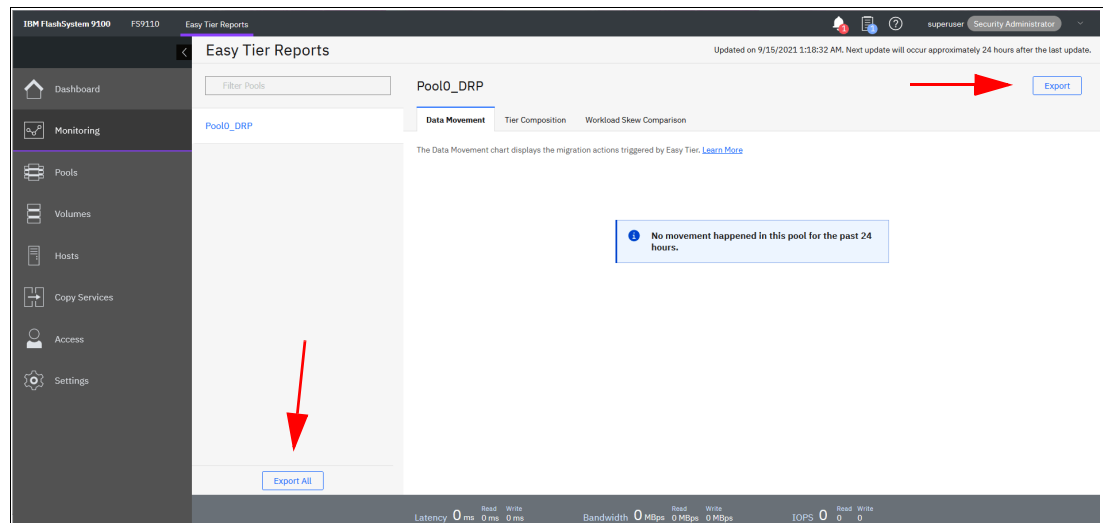 IBM FlashSystem 9100 FS9110 Easy Tier Reports 1 1 superuser Security Administrator
Easy Tier Reports
Updated on 9/15/2021 1:18:32 AM. Next update will occur approximately 24 hours after the last update.
Dashboard
Monitoring
Pools
Volumes
Hosts
Copy Services
Access
Settings
Filter Pools
Pool0_DRP
Export All
Pool0_DRP
Export
Data Movement Tier Composition Workload Skew Comparison
The Data Movement chart displays the migration actions triggered by Easy Tier. Learn More
No movement happened in this pool for the past 24
hours.
Read Write Read Write Read Write
Latency 0 ms 0 ms 0 ms Bandwidth 0 MBps 0 MBps 0 MBps IOPS 0 0 0